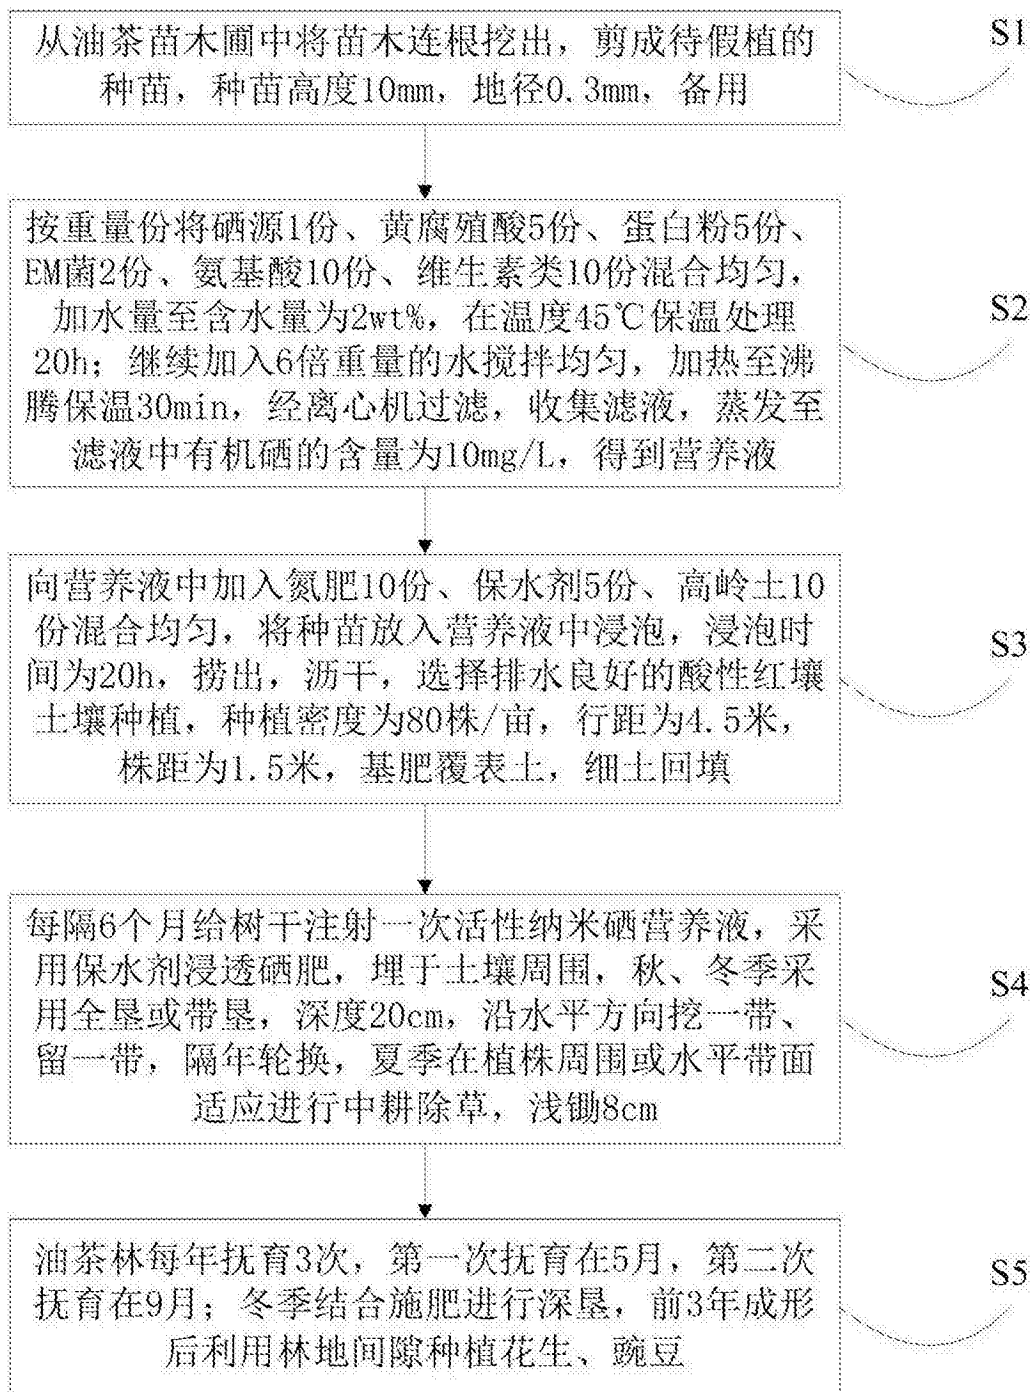 从油茶苗木圃中将苗木连根挖出，剪成待假植的
种苗，种苗高度10mm，地径0.3mm，备用
S1
按重量份将硒源1份、黄腐殖酸5份、蛋白粉5份、
EM菌2份、氨基酸10份、维生素类10份混合均匀，
加水量至含水量为2wt%，在温度45℃保温处理
20h；继续加入6倍重量的水搅拌均匀，加热至沸
腾保温30min，经离心机过滤，收集滤液，蒸发至
滤液中有机硒的含量为10mg/L，得到营养液
S2
向营养液中加入氮肥10份、保水剂5份、高岭土10
份混合均匀，将种苗放入营养液中浸泡，浸泡时
间为20h，捞出，沥干，选择排水良好的酸性红壤
土壤种植，种植密度为80株/亩，行距为4.5米，
株距为1.5米，基肥覆表土，细土回填
S3
每隔6个月给树干注射一次活性纳米硒营养液，采
用保水剂浸透硒肥，埋于土壤周围，秋、冬季采
用全垦或带垦，深度20cm，沿水平方向挖一带、
留一带，隔年轮换，夏季在植株周围或水平带面
适应进行中耕除草，浅锄8cm
S4
油茶林每年抚育3次，第一次抚育在5月，第二次
抚育在9月；冬季结合施肥进行深垦，前3年成形
后利用林地间隙种植花生、豌豆
S5